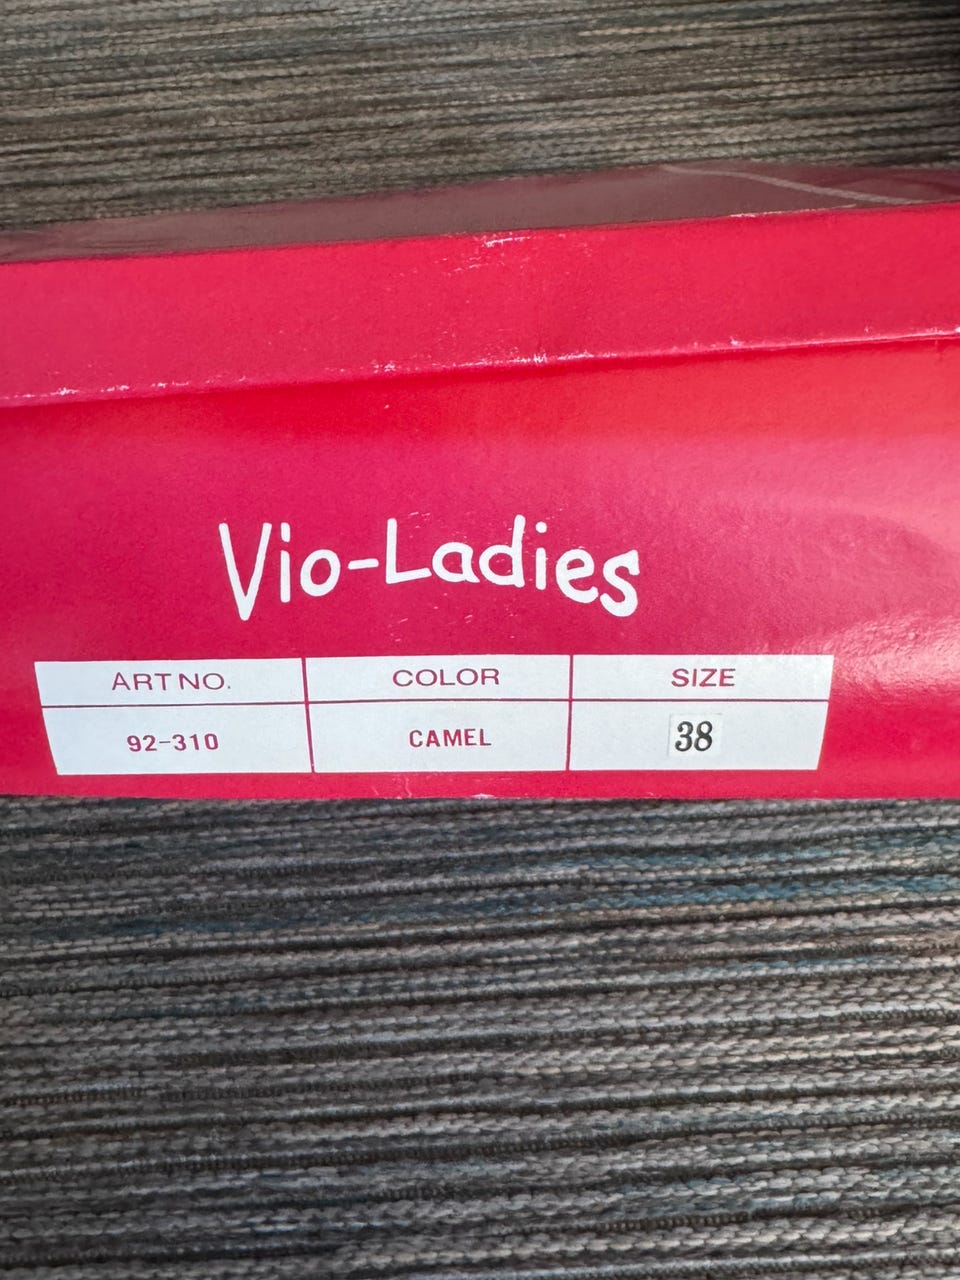 Vio-Ladies
ART NO. COLOR SIZE
92-310 CAMEL 38